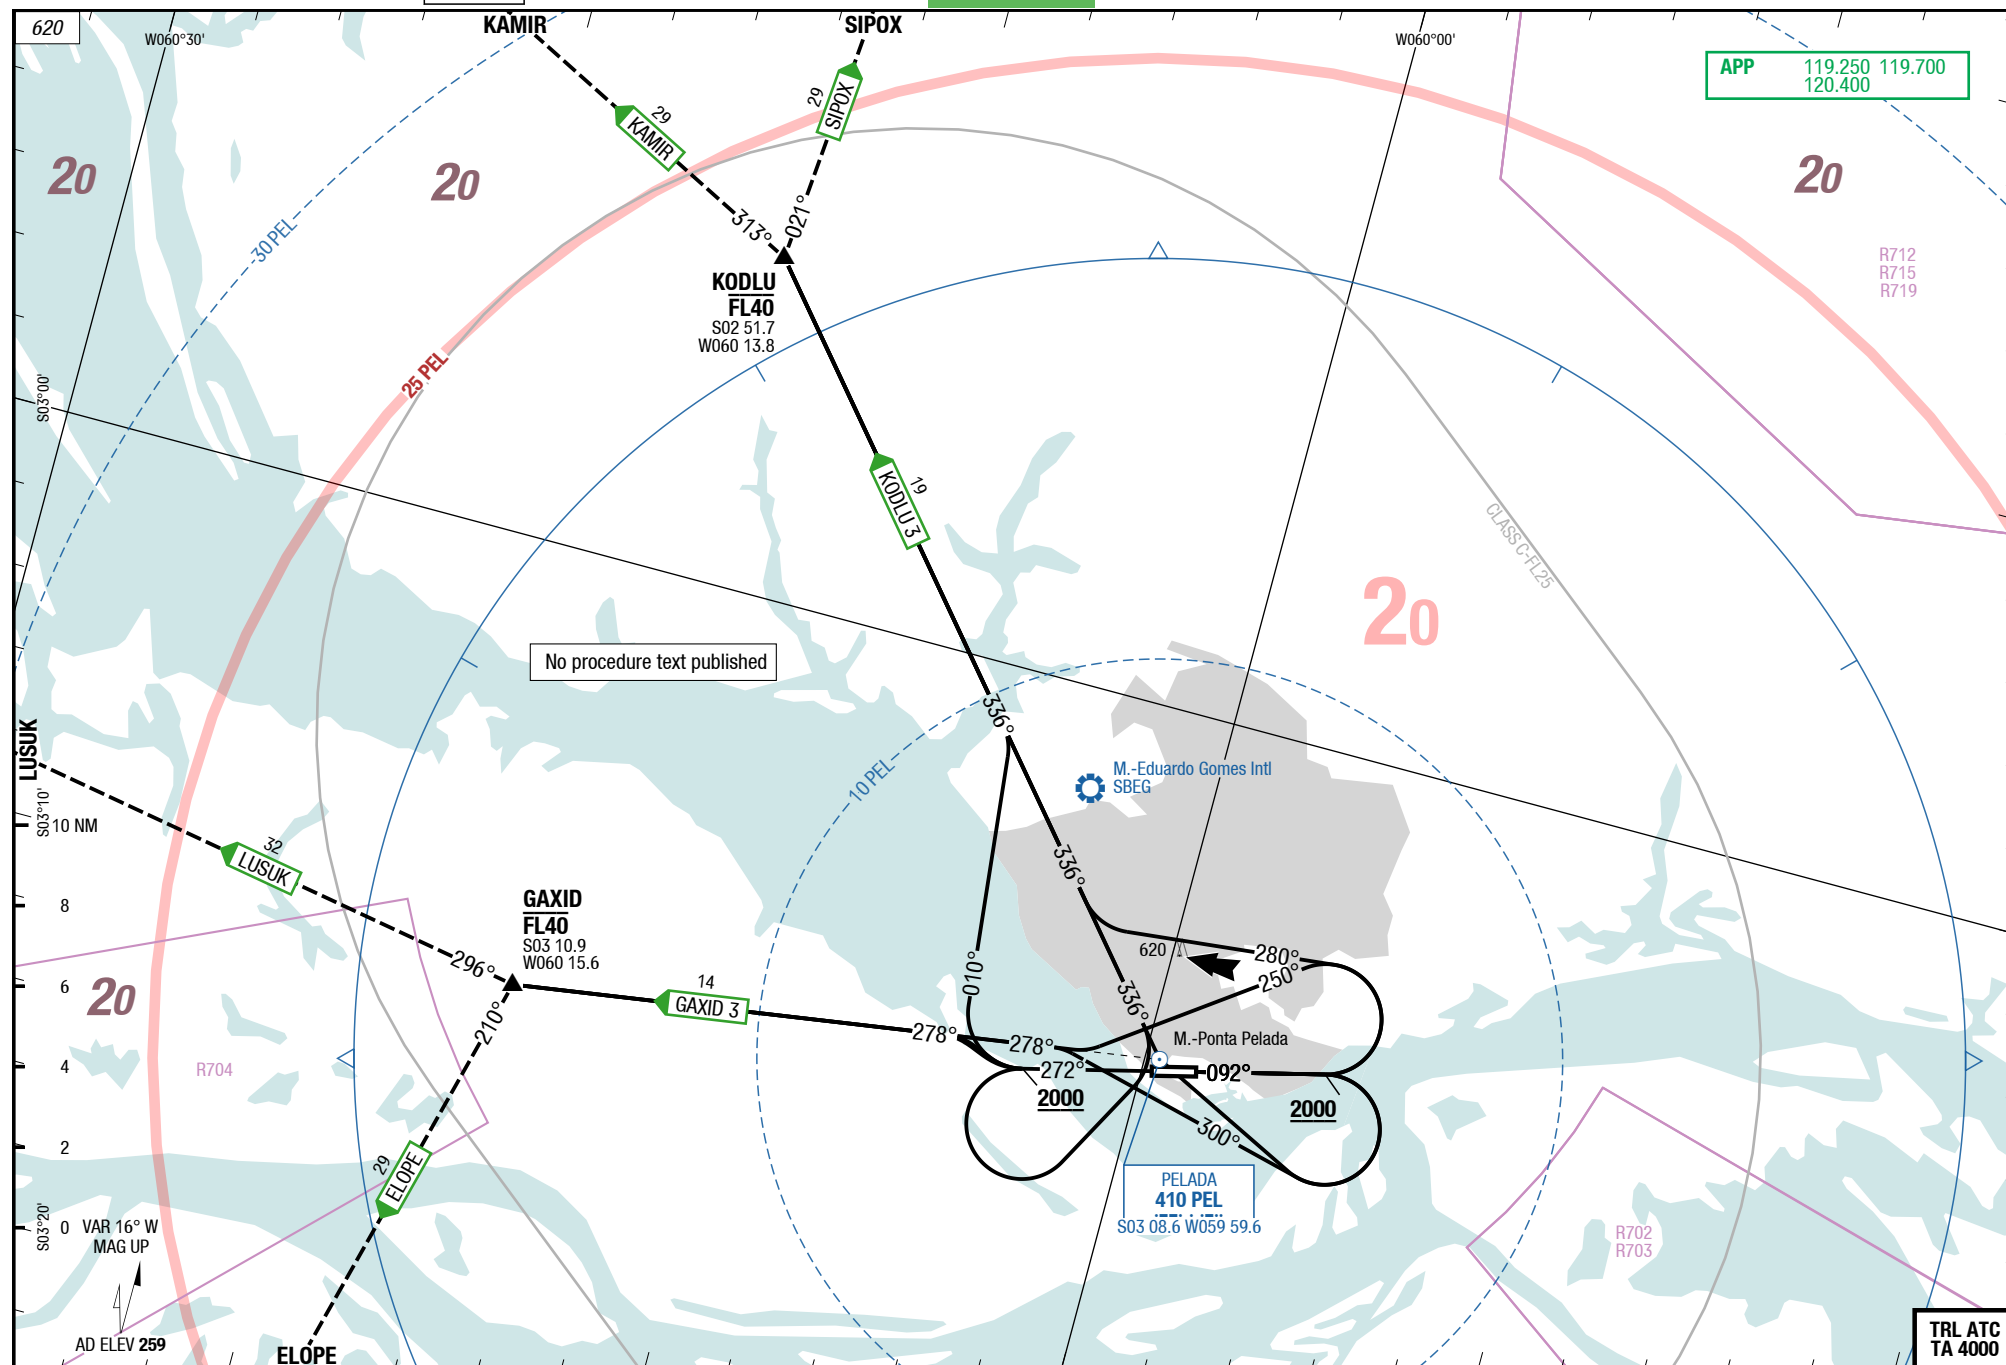 620
KAMIR
SIPOX
W060°30'
W060°00'
APP 119.250 119.700
120.400
29
KAMIR
29
SIPOX
20
20
20
30 PEL
313°
021°
R712
R715
R719
KODLU
FL40
S02 51.7
W060 13.8
25 PEL
S03°00'
19
KODLU 3
CLASS C-FL25
20
No procedure text published
336°
LUSUK
M.-Eduardo Gomes Intl
SBEG
10 PEL
S03°10'
10 NM
32
LUSUK
336°
8
GAXID
FL40
S03 10.9
W060 15.6
296°
620
280°
250°
010°
6
20
14
GAXID 3
336°
210°
278°
278°
M.-Ponta Pelada
4
R704
272°
092°
2000
2000
300°
2
29
ELOPE
PELADA
410 PEL
S03 08.6 W059 59.6
S03°20'
0
VAR 16° W
MAG UP
R702
R703
AD ELEV 259
ELOPE
TRL ATC
TA 4000